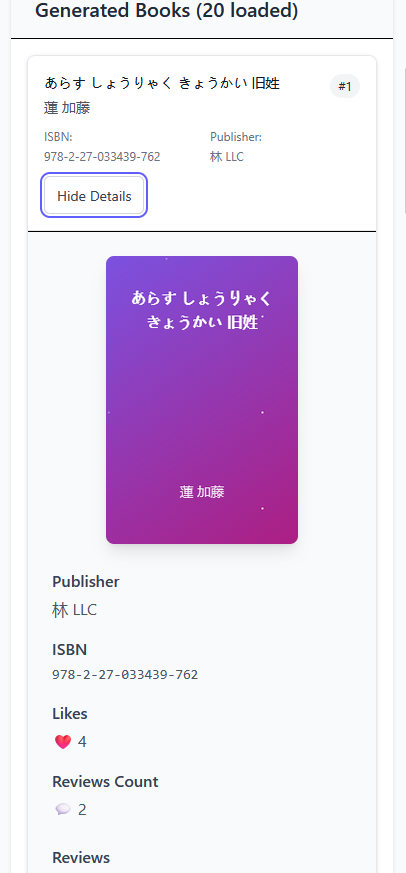 Generated Books (20 loaded)
あらす しょうりゃく きょうかい 旧姓
#1
蓮 加藤
ISBN:
Publisher:
978-2-27-033439-762
林 LLC
Hide Details
あらす しょうりゃく
きょうかい 旧姓
蓮 加藤
Publisher
林 LLC
ISBN
978-2-27-033439-762
Likes
❤️ 4
Reviews Count
💬 2
Reviews